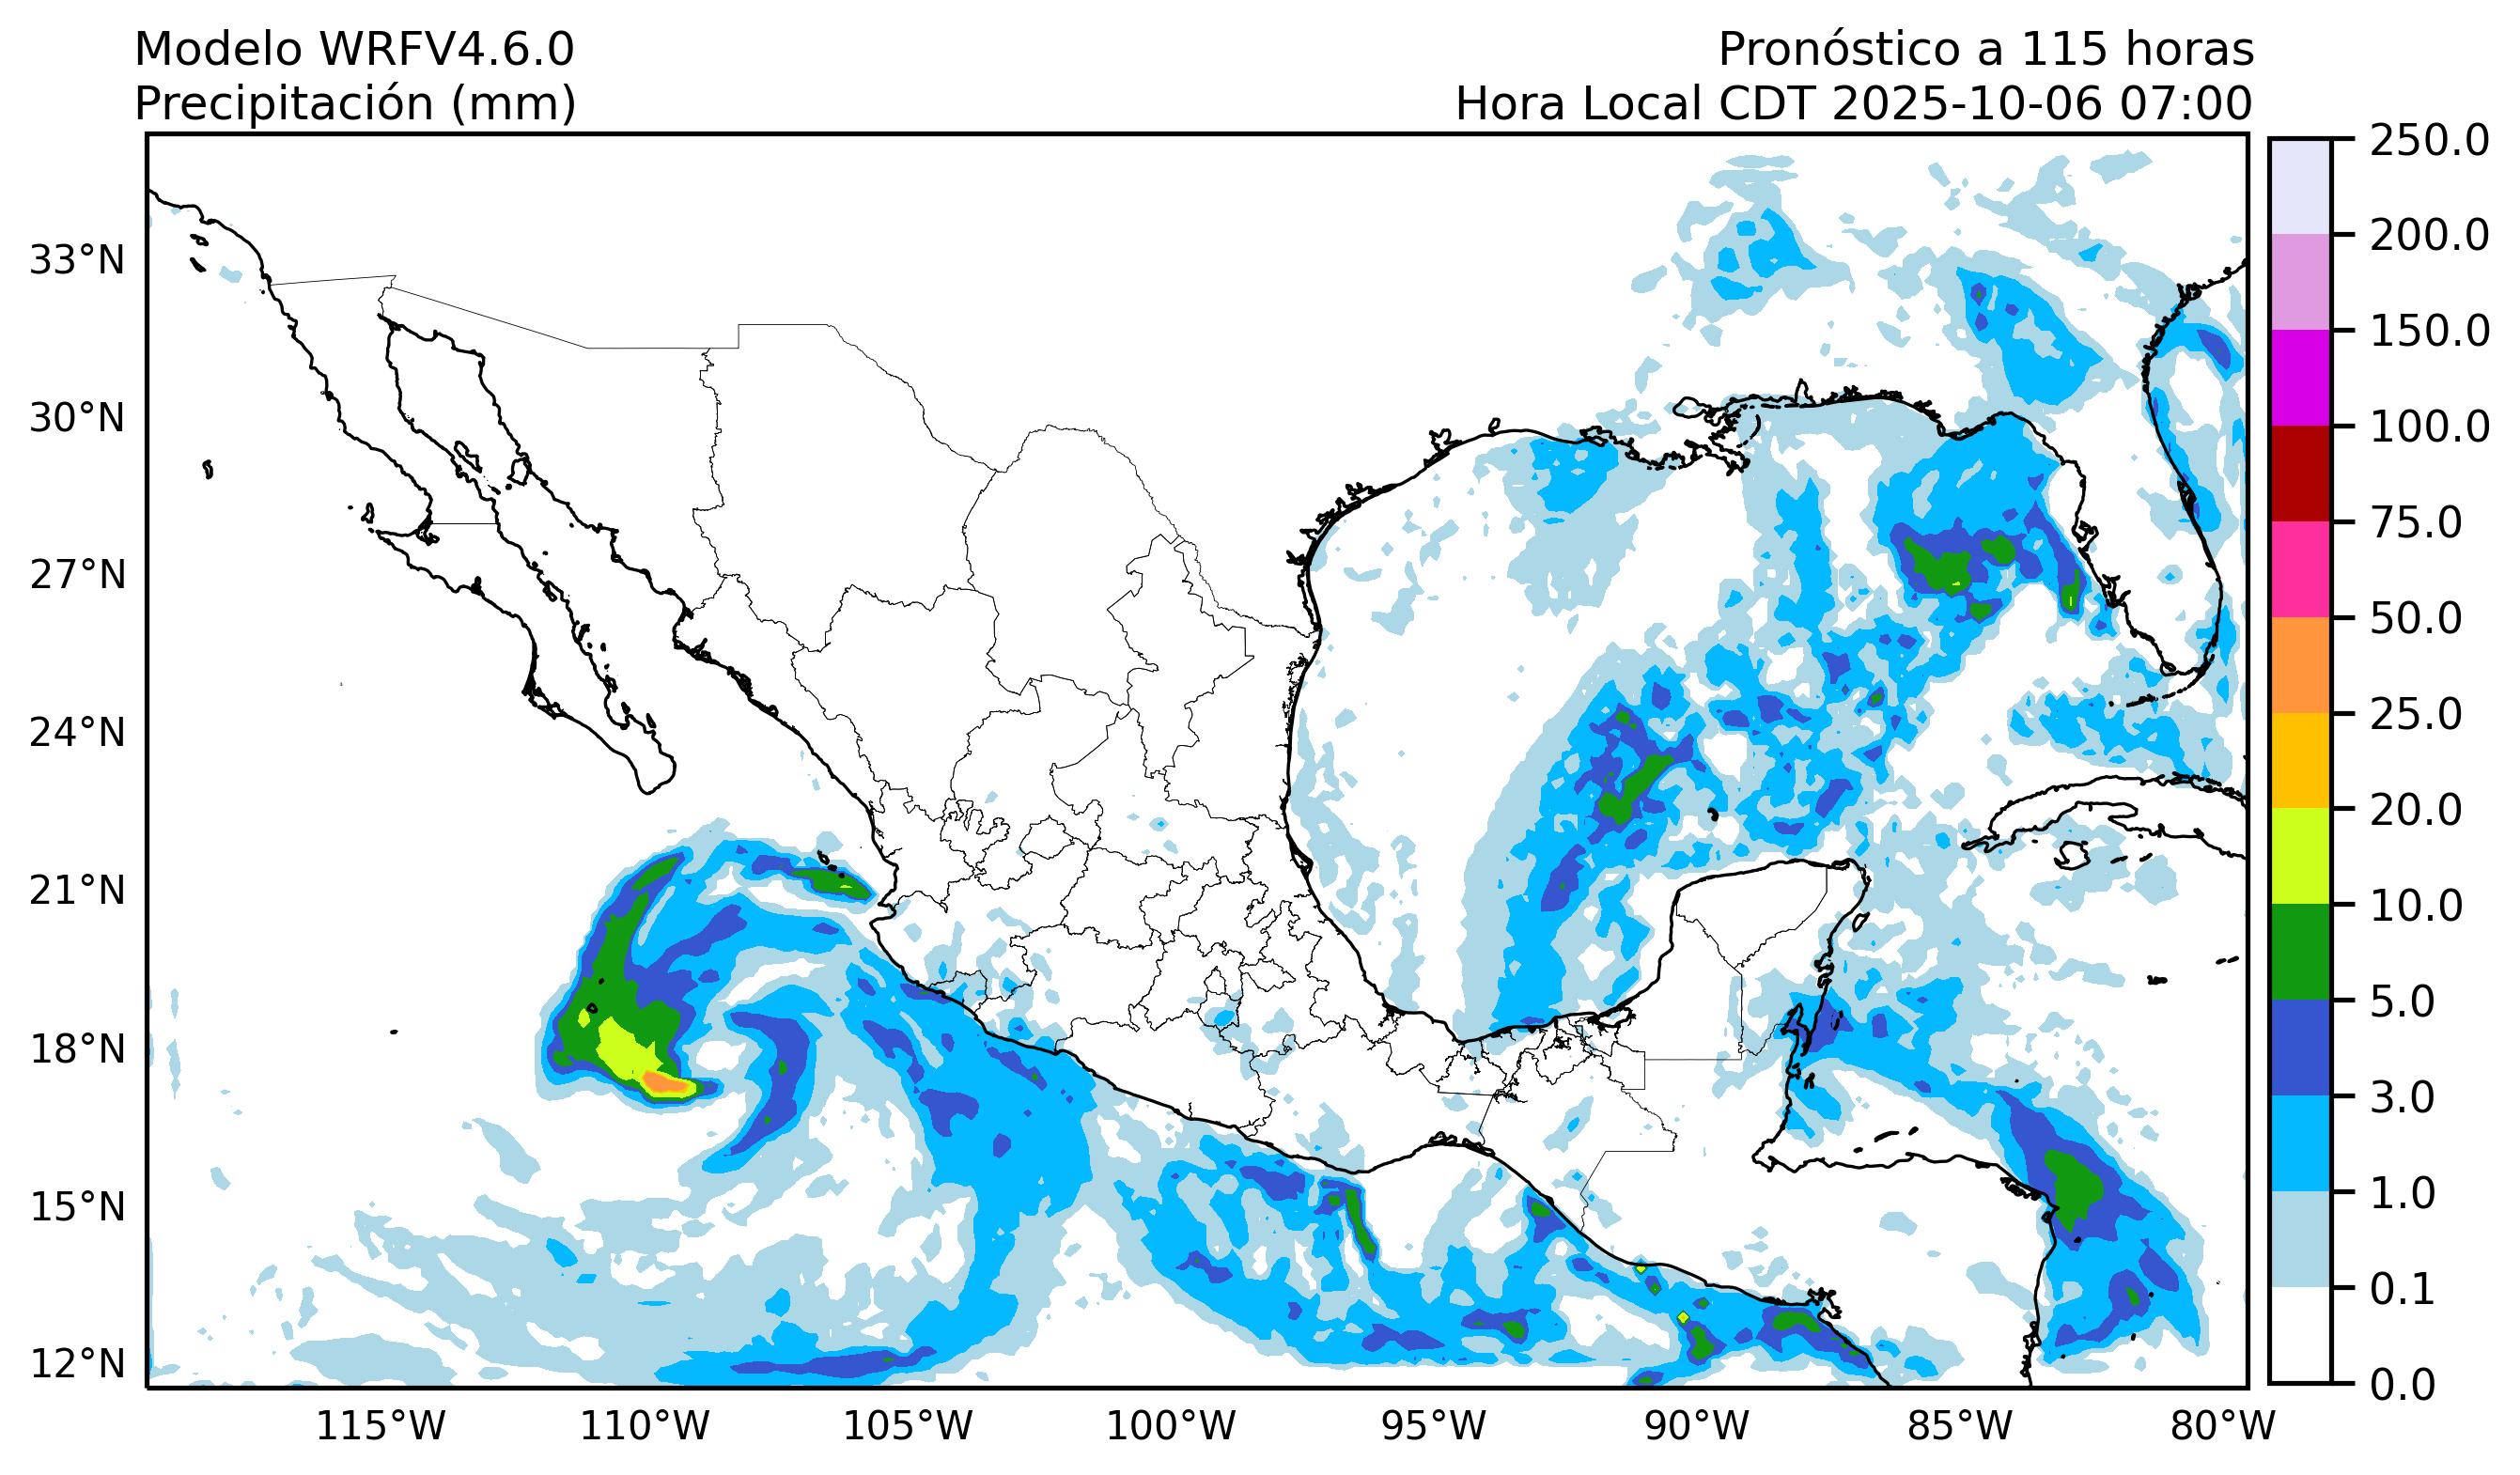 Modelo WRFV4.6.0
Precipitación (mm)
Pronóstico a 115 horas
Hora Local CDT 2025-10-06 07:00
33°N
30°N
27°N
24°N
21°N
18°N
15°N
12°N
115°W
110°W
105°W
100°W
95°W
90°W
85°W
80°W
250.0
200.0
150.0
100.0
75.0
50.0
25.0
20.0
10.0
5.0
3.0
1.0
0.1
0.0